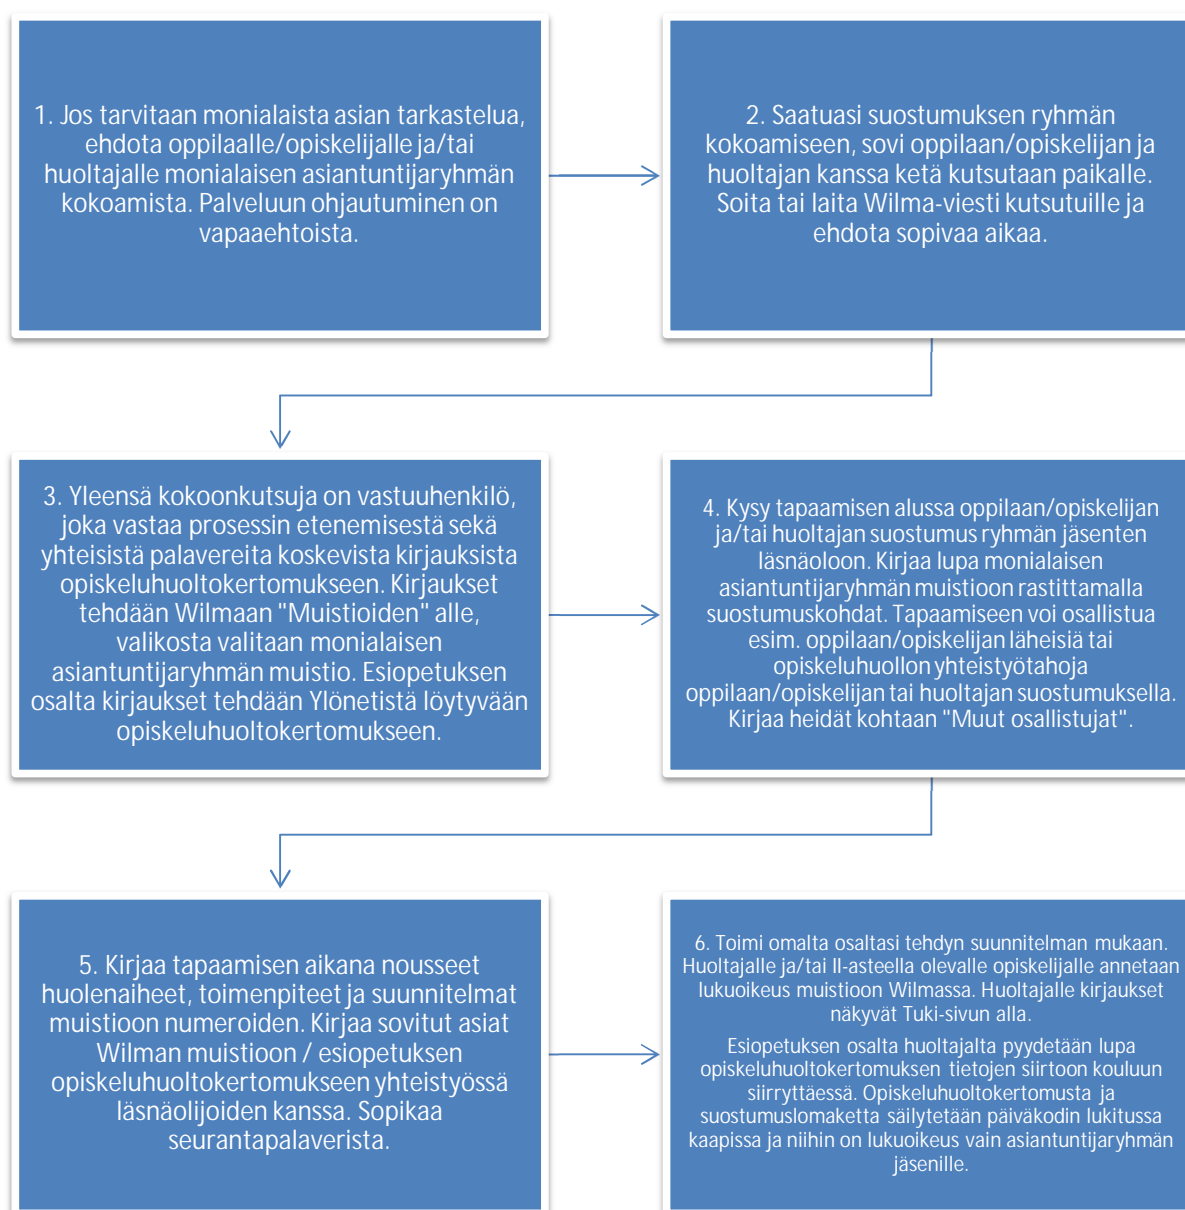 1. Jos tarvitaan monialaista asian tarkastelua,
ehdota oppilaalle/opiskelijalle ja/tai
huoltajalle monialaisen asiantuntijaryhmän
kokoamista. Palveluun ohjautuminen on
vapaaehtoista.
2. Saatuasi suostumuksen ryhmän
kokoamiseen, sovi oppilaan/opiskelijan ja
huoltajan kanssa ketä kutsutaan paikalle.
Soita tai laita Wilma-viesti kutsutuille ja
ehdota sopivaa aikaa.
3. Yleensä kokoonkutsuja on vastuuhenkilö,
joka vastaa prosessin etenemisestä sekä
yhteisistä palavereita koskevista kirjauksista
opiskeluhuoltokertomukseen. Kirjaukset
tehdään Wilmaan "Muistioiden" alle,
valikosta valitaan monialaisen
asiantuntijaryhmän muistio. Esiopetuksen
osalta kirjaukset tehdään Ylönetistä löytyvään
opiskeluhuoltokertomukseen.
4. Kysy tapaamisen alussa oppilaan/opiskelijan
ja/tai huoltajan suostumus ryhmän jäsenten
läsnäoloon. Kirjaa lupa monialaisen
asiantuntijaryhmän muistioon rastittamalla
suostumuskohdat. Tapaamiseen voi osallistua
esim. oppilaan/opiskelijan läheisiä tai
opiskeluhuollon yhteistyötahoja
oppilaan/opiskelijan tai huoltajan suostumuksella.
Kirjaa heidät kohtaan "Muut osallistujat".
5. Kirjaa tapaamisen aikana nousseet
huolenaiheet, toimenpiteet ja suunnitelmat
muistioon numeroiden. Kirjaa sovitut asiat
Wilman muistioon / esiopetuksen
opiskeluhuoltokertomukseen yhteistyössä
läsnäolijoiden kanssa. Sopikaa
seurantapalaverista.
6. Toimi omalta osaltasi tehdyn suunnitelman mukaan.
Huoltajalle ja/tai II-asteella olevalle opiskelijalle annetaan
lukuoikeus muistioon Wilmassa. Huoltajalle kirjaukset
näkyvät Tuki-sivun alla.
Esiopetuksen osalta huoltajalta pyydetään lupa
opiskeluhuoltokertomuksen tietojen siirtoon kouluun
siirryttäessä. Opiskeluhuoltokertomusta ja
suostumuslomaketta säilytetään päiväkodin lukitussa
kaapissa ja niihin on lukuoikeus vain asiantuntijaryhmän
jäsenille.